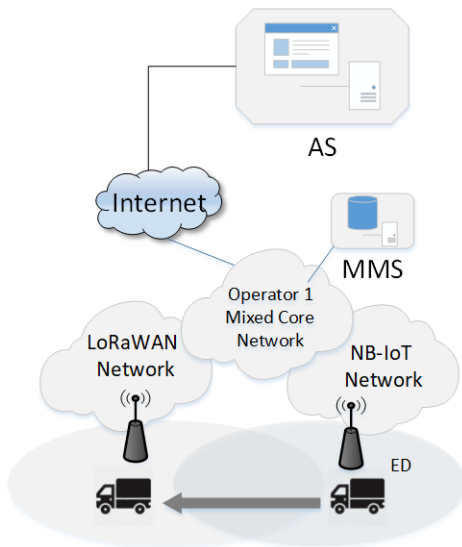 AS
Internet
MMS
Operator 1
Mixed Core
Network
LoRaWAN
Network
NB-IoT
Network
ED